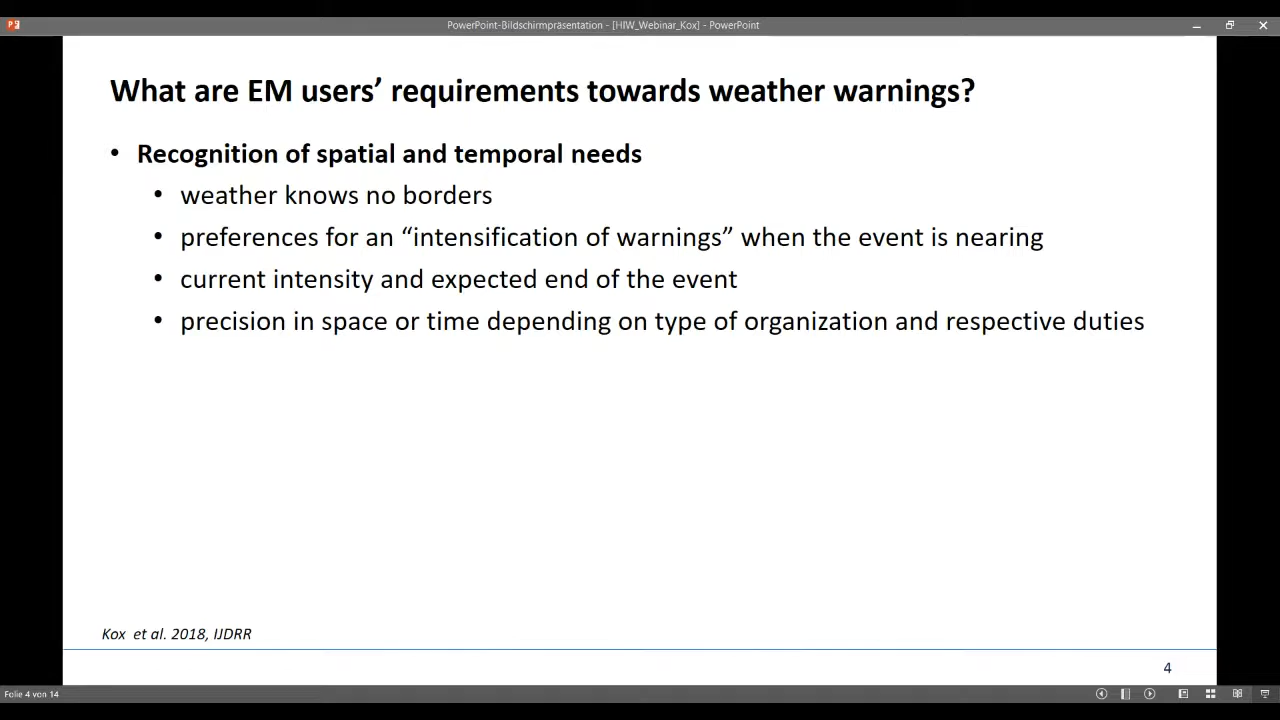 PowerPoint-Bildschirmpräsentation - [HIW_Webinar_Kox] - PowerPoint
What are EM users’ requirements towards weather warnings?
• Recognition of spatial and temporal needs
• weather knows no borders
• preferences for an “intensification of warnings” when the event is nearing
• current intensity and expected end of the event
• precision in space or time depending on type of organization and respective duties
Kox et al. 2018, IJDRR
4
Folie 4 von 14